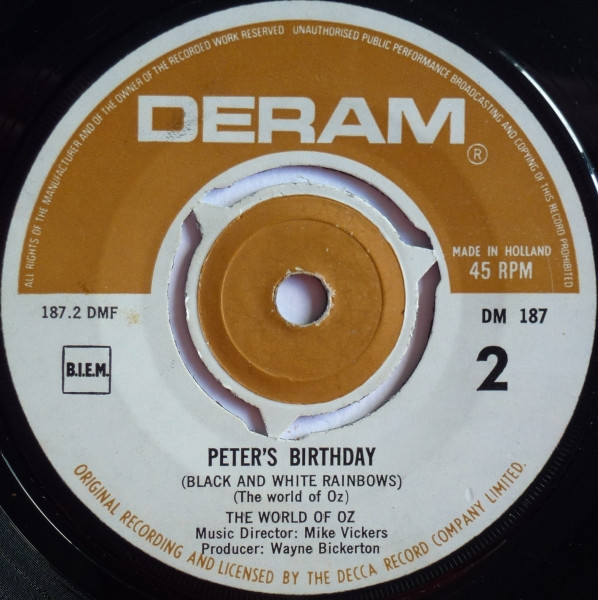 ALL RIGHTS OF THE MANUFACTURER AND OF THE OWNER OF THE RECORDED WORK RESERVED UNAUTHORISED PUBLIC PERFORMANCE BROADCASTING AND COPYING OF THIS RECORD PROHIBITED
DERAM
®
MADE IN HOLLAND
45 RPM
187.2 DMF
DM 187
B.I.E.M.
2
PETER'S BIRTHDAY
(BLACK AND WHITE RAINBOWS)
(The world of Oz)
THE WORLD OF OZ
Music Director: Mike Vickers
Producer: Wayne Bickerton
ORIGINAL RECORDING AND LICENSED BY THE DECCA RECORD COMPANY LIMITED.